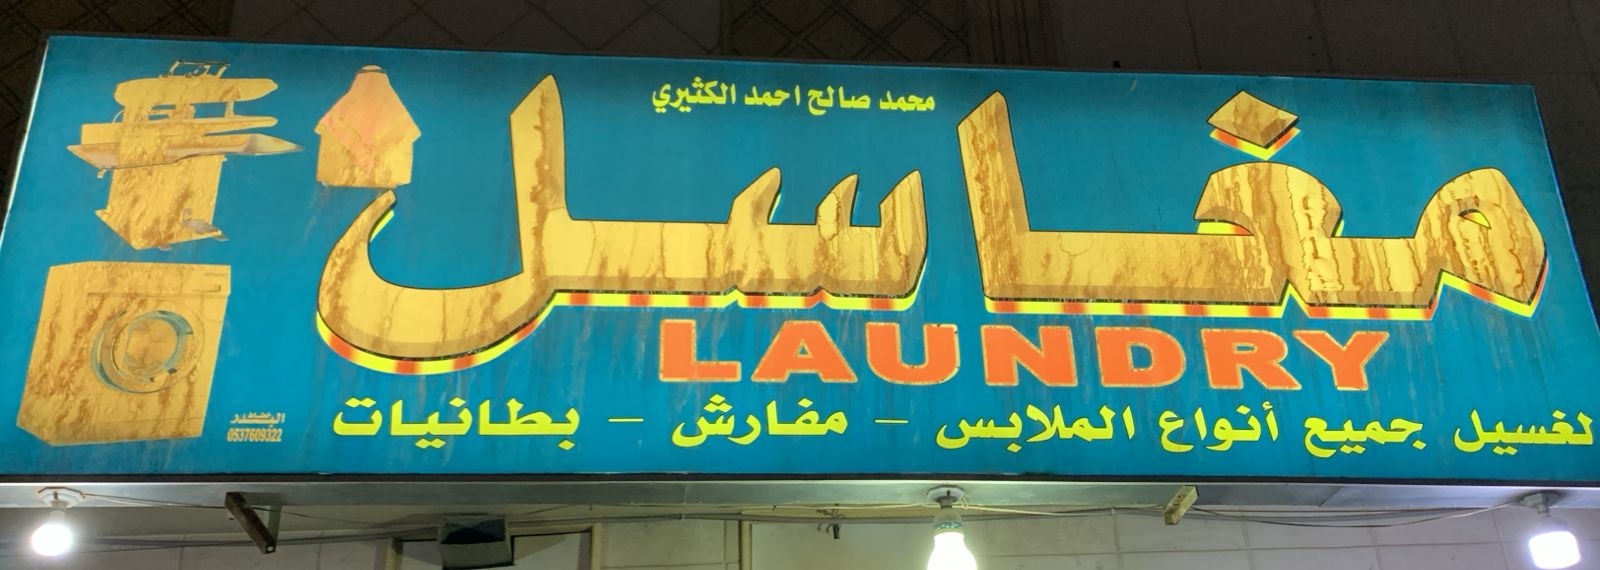 محمد صالح احمد الكثيري
مغاسل
LAUNDRY
لغسيل جميع أنواع الملابس - مفارش - بطانيات
0537609322